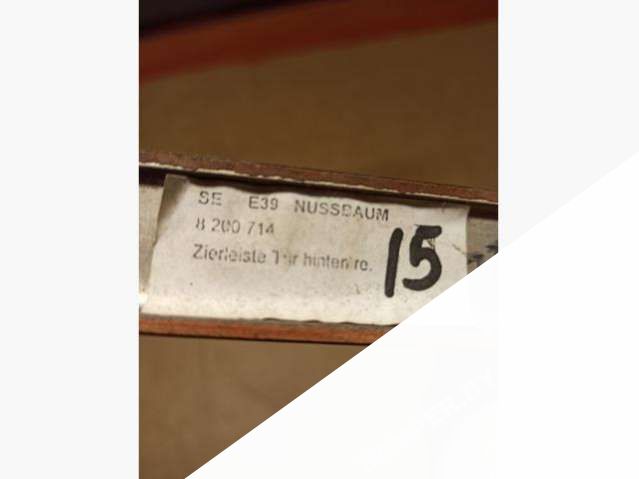 SE E39 NUSSBAUM
8 200 714
Zierleiste Tür hinten re.
15